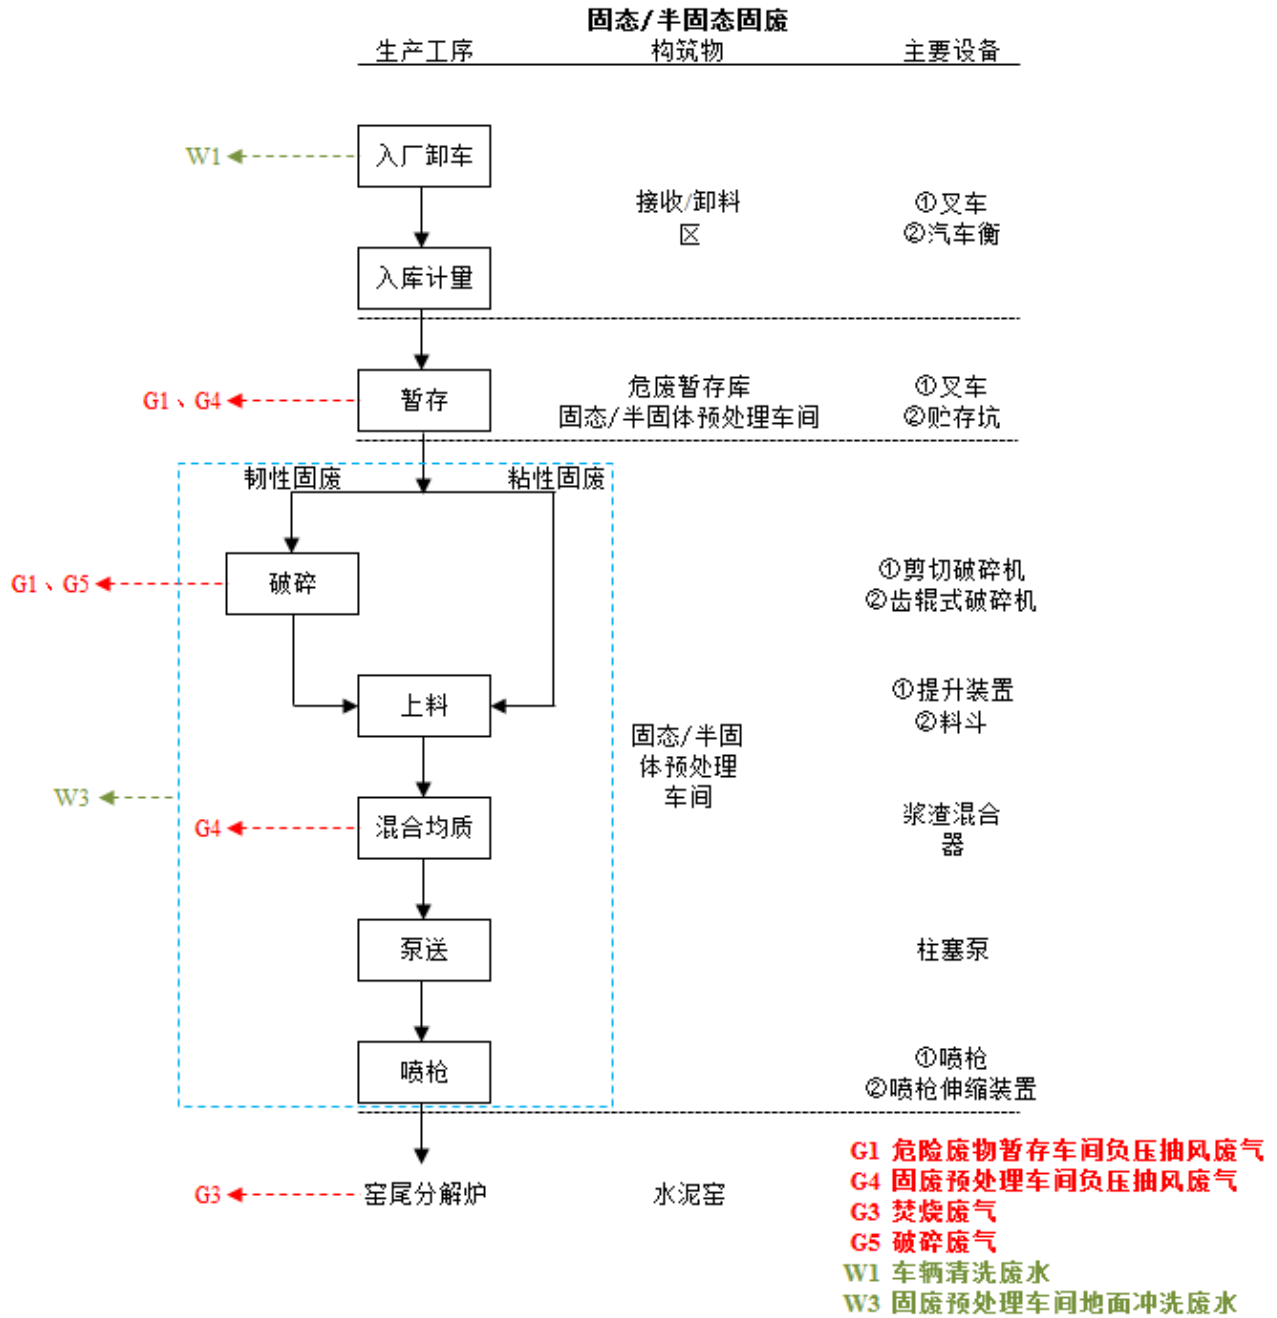 固态/半固态固废
生产工序 构筑物 主要设备
W1 入厂卸车
接收/卸料 ①叉车
区 ②汽车衡
入库计量
危废暂存库 ①叉车
G1、G4 暂存
固态/半固体预处理车间 ②贮存坑
韧性固废 粘性固废
①剪切破碎机
G1、G5 破碎
②齿辊式破碎机
①提升装置
上料
②料斗
固态/半固
体预处理
车间
W3
浆渣混合
G4 混合均质
器
泵送 柱塞泵
①喷枪
喷枪
②喷枪伸缩装置
G3 窑尾分解炉 水泥窑
G1 危险废物暂存车间负压抽风废气
G4 固废预处理车间负压抽风废气
G3 焚烧废气
G5 破碎废气
W1 车辆清洗废水
W3 固废预处理车间地面冲洗废水